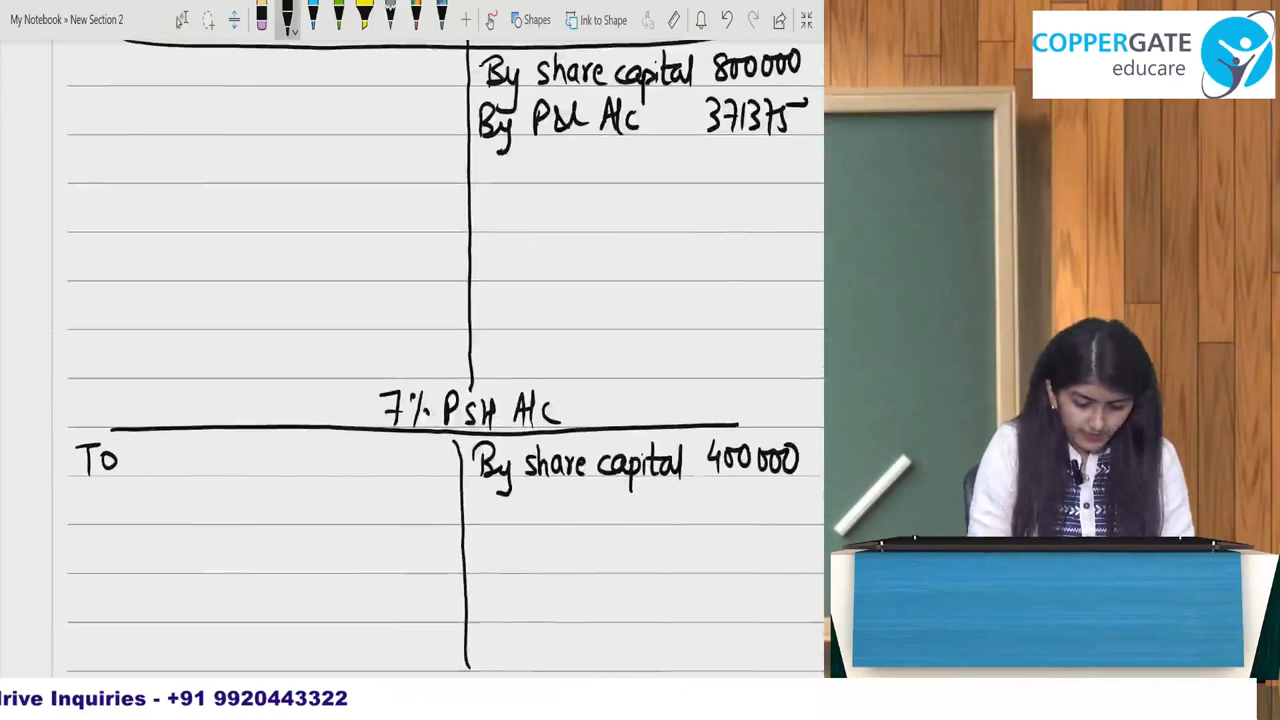 My Notebook » New Section 2
Shapes
Ink to Shape
COPPERGATE
educare
By share capital 800000
By P&L A/c 371375
7% PSH A/c
To
By share capital 400000
drive Inquiries - +91 9920443322